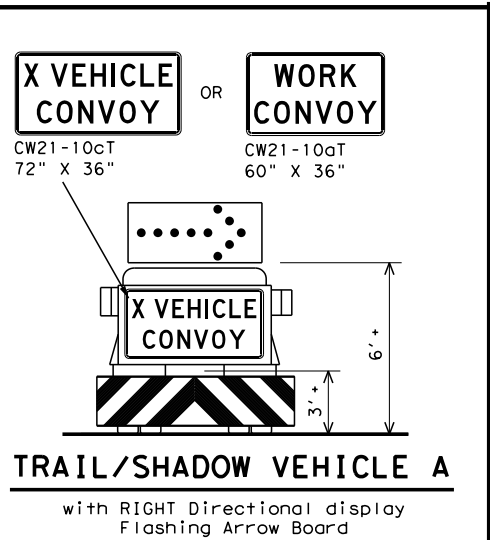 X VEHICLE
CONVOY
OR
WORK
CONVOY
CW21-10cT
72" X 36"
CW21-10aT
60" X 36"
X VEHICLE
CONVOY
6'+
3'+
TRAIL/SHADOW VEHICLE A
with RIGHT Directional display
Flashing Arrow Board